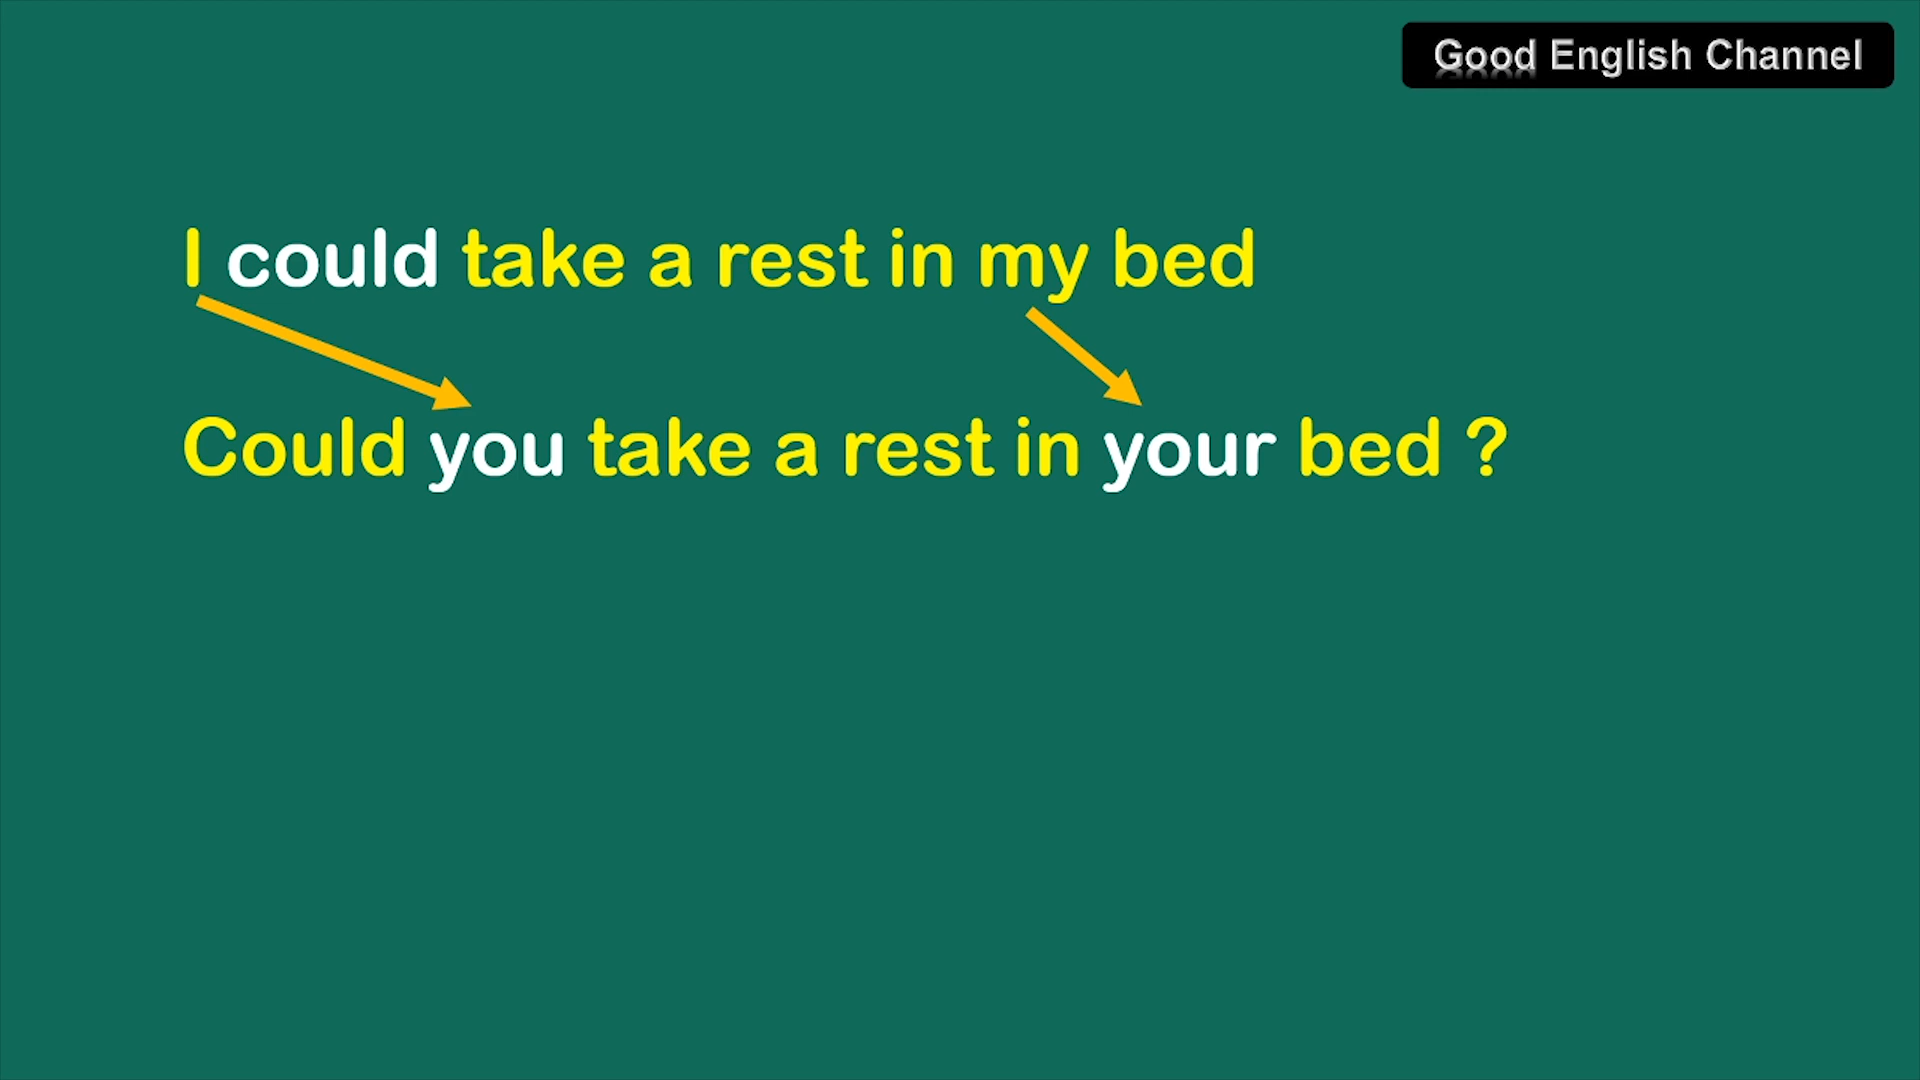 Good English Channel
I could take a rest in my bed
Could you take a rest in your bed ?